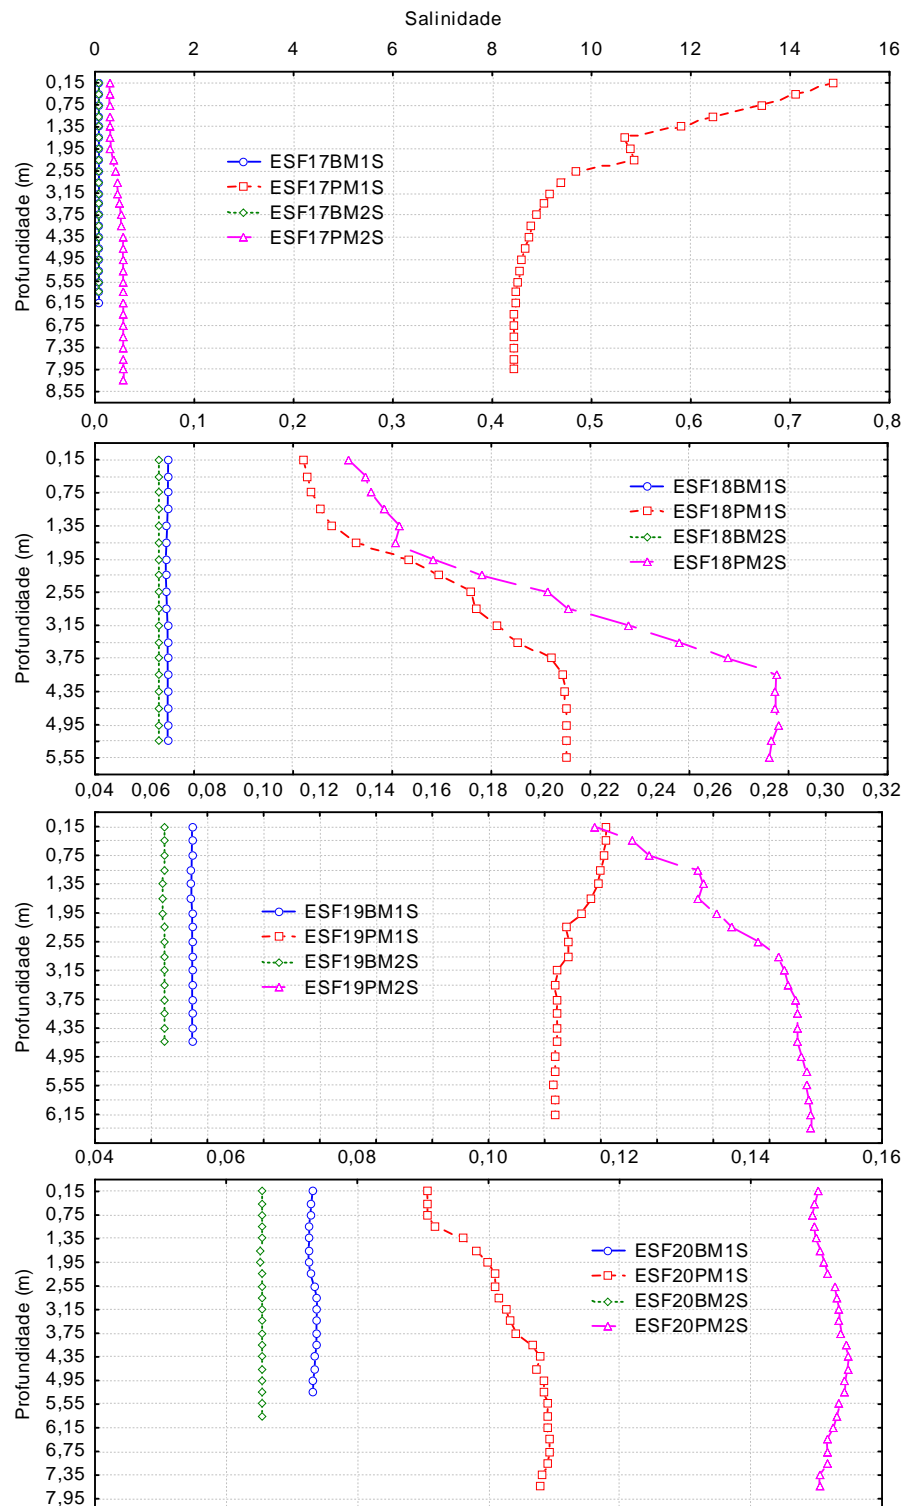 Salinidade
0 2 4 6 8 10 12 14 16
0,15
0,75
1,35
1,95
2,55
3,15
3,75
4,35
4,95
5,55
6,15
6,75
7,35
7,95
8,55
Profundidade (m)
ESF17BM1S
ESF17PM1S
ESF17BM2S
ESF17PM2S
0,0 0,1 0,2 0,3 0,4 0,5 0,6 0,7 0,8
0,15
0,75
1,35
1,95
2,55
3,15
3,75
4,35
4,95
5,55
Profundidade (m)
ESF18BM1S
ESF18PM1S
ESF18BM2S
ESF18PM2S
0,04 0,06 0,08 0,10 0,12 0,14 0,16 0,18 0,20 0,22 0,24 0,26 0,28 0,30 0,32
0,15
0,75
1,35
1,95
2,55
3,15
3,75
4,35
4,95
5,55
6,15
Profundidade (m)
ESF19BM1S
ESF19PM1S
ESF19BM2S
ESF19PM2S
0,04 0,06 0,08 0,10 0,12 0,14 0,16
0,15
0,75
1,35
1,95
2,55
3,15
3,75
4,35
4,95
5,55
6,15
6,75
7,35
7,95
Profundidade (m)
ESF20BM1S
ESF20PM1S
ESF20BM2S
ESF20PM2S